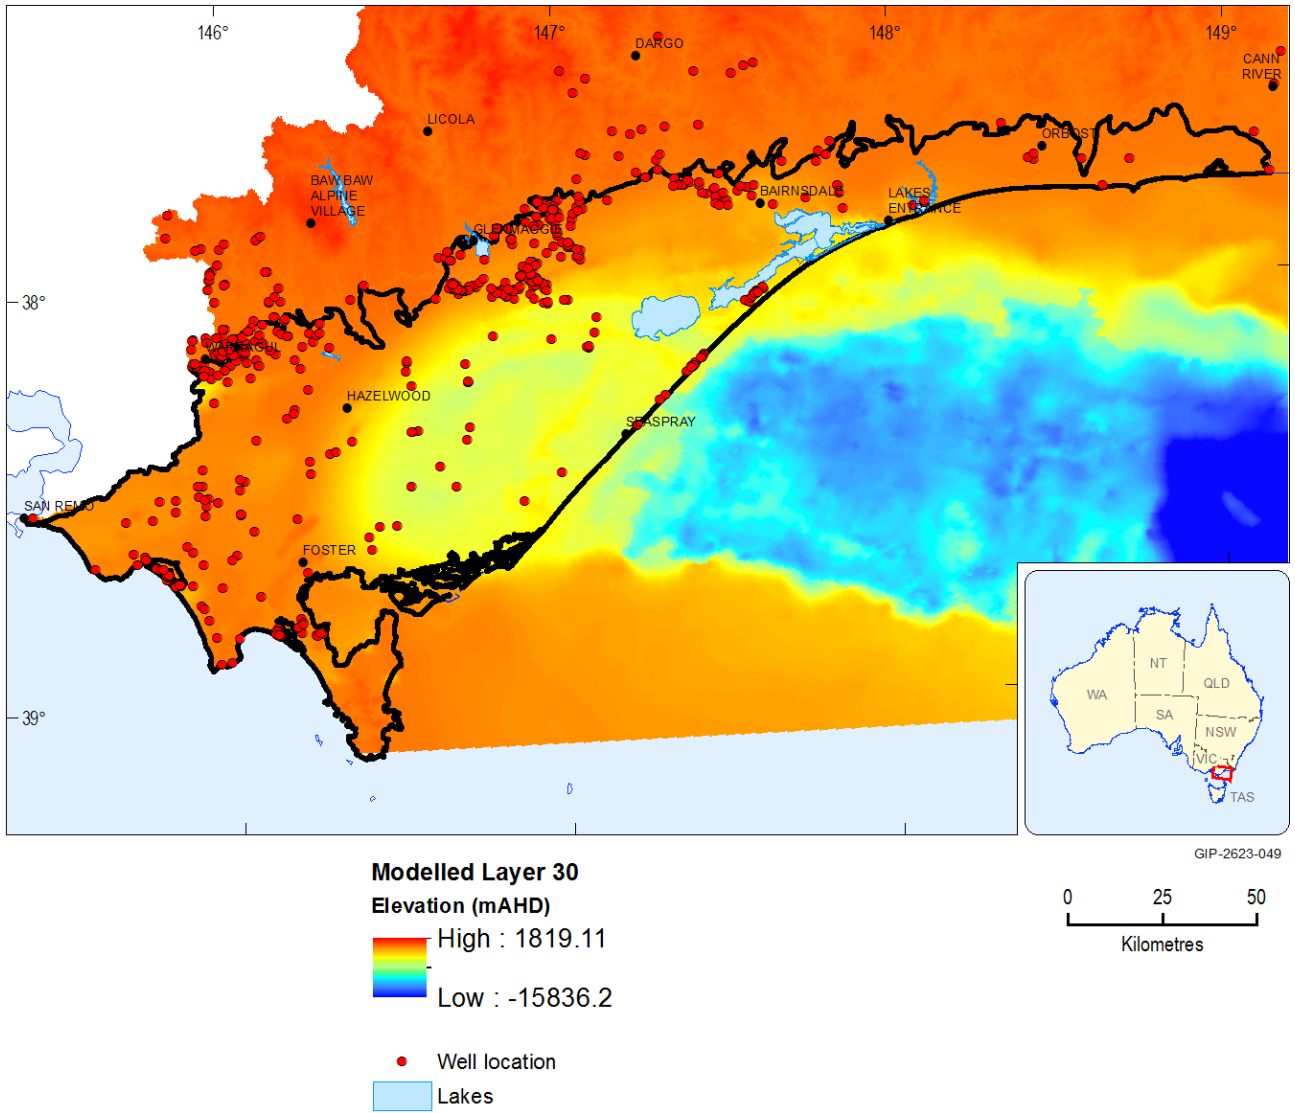 146°
147°
148°
149°
DARGO
CANN
RIVER
LICOLA
ORBOST
BAW BAW
ALPINE
VILLAGE
BAIRNSDALE
LAKES
ENTRANCE
GLENMAGGIE
38°
WARRAGUL
HAZELWOOD
SEASPRAY
SAN REMO
FOSTER
39°
NT
WA
QLD
SA
NSW
VIC
TAS
GIP-2623-049
Modelled Layer 30
Elevation (mAHD)
High : 1819.11
Low : -15836.2
0 25 50
Kilometres
Well location
Lakes